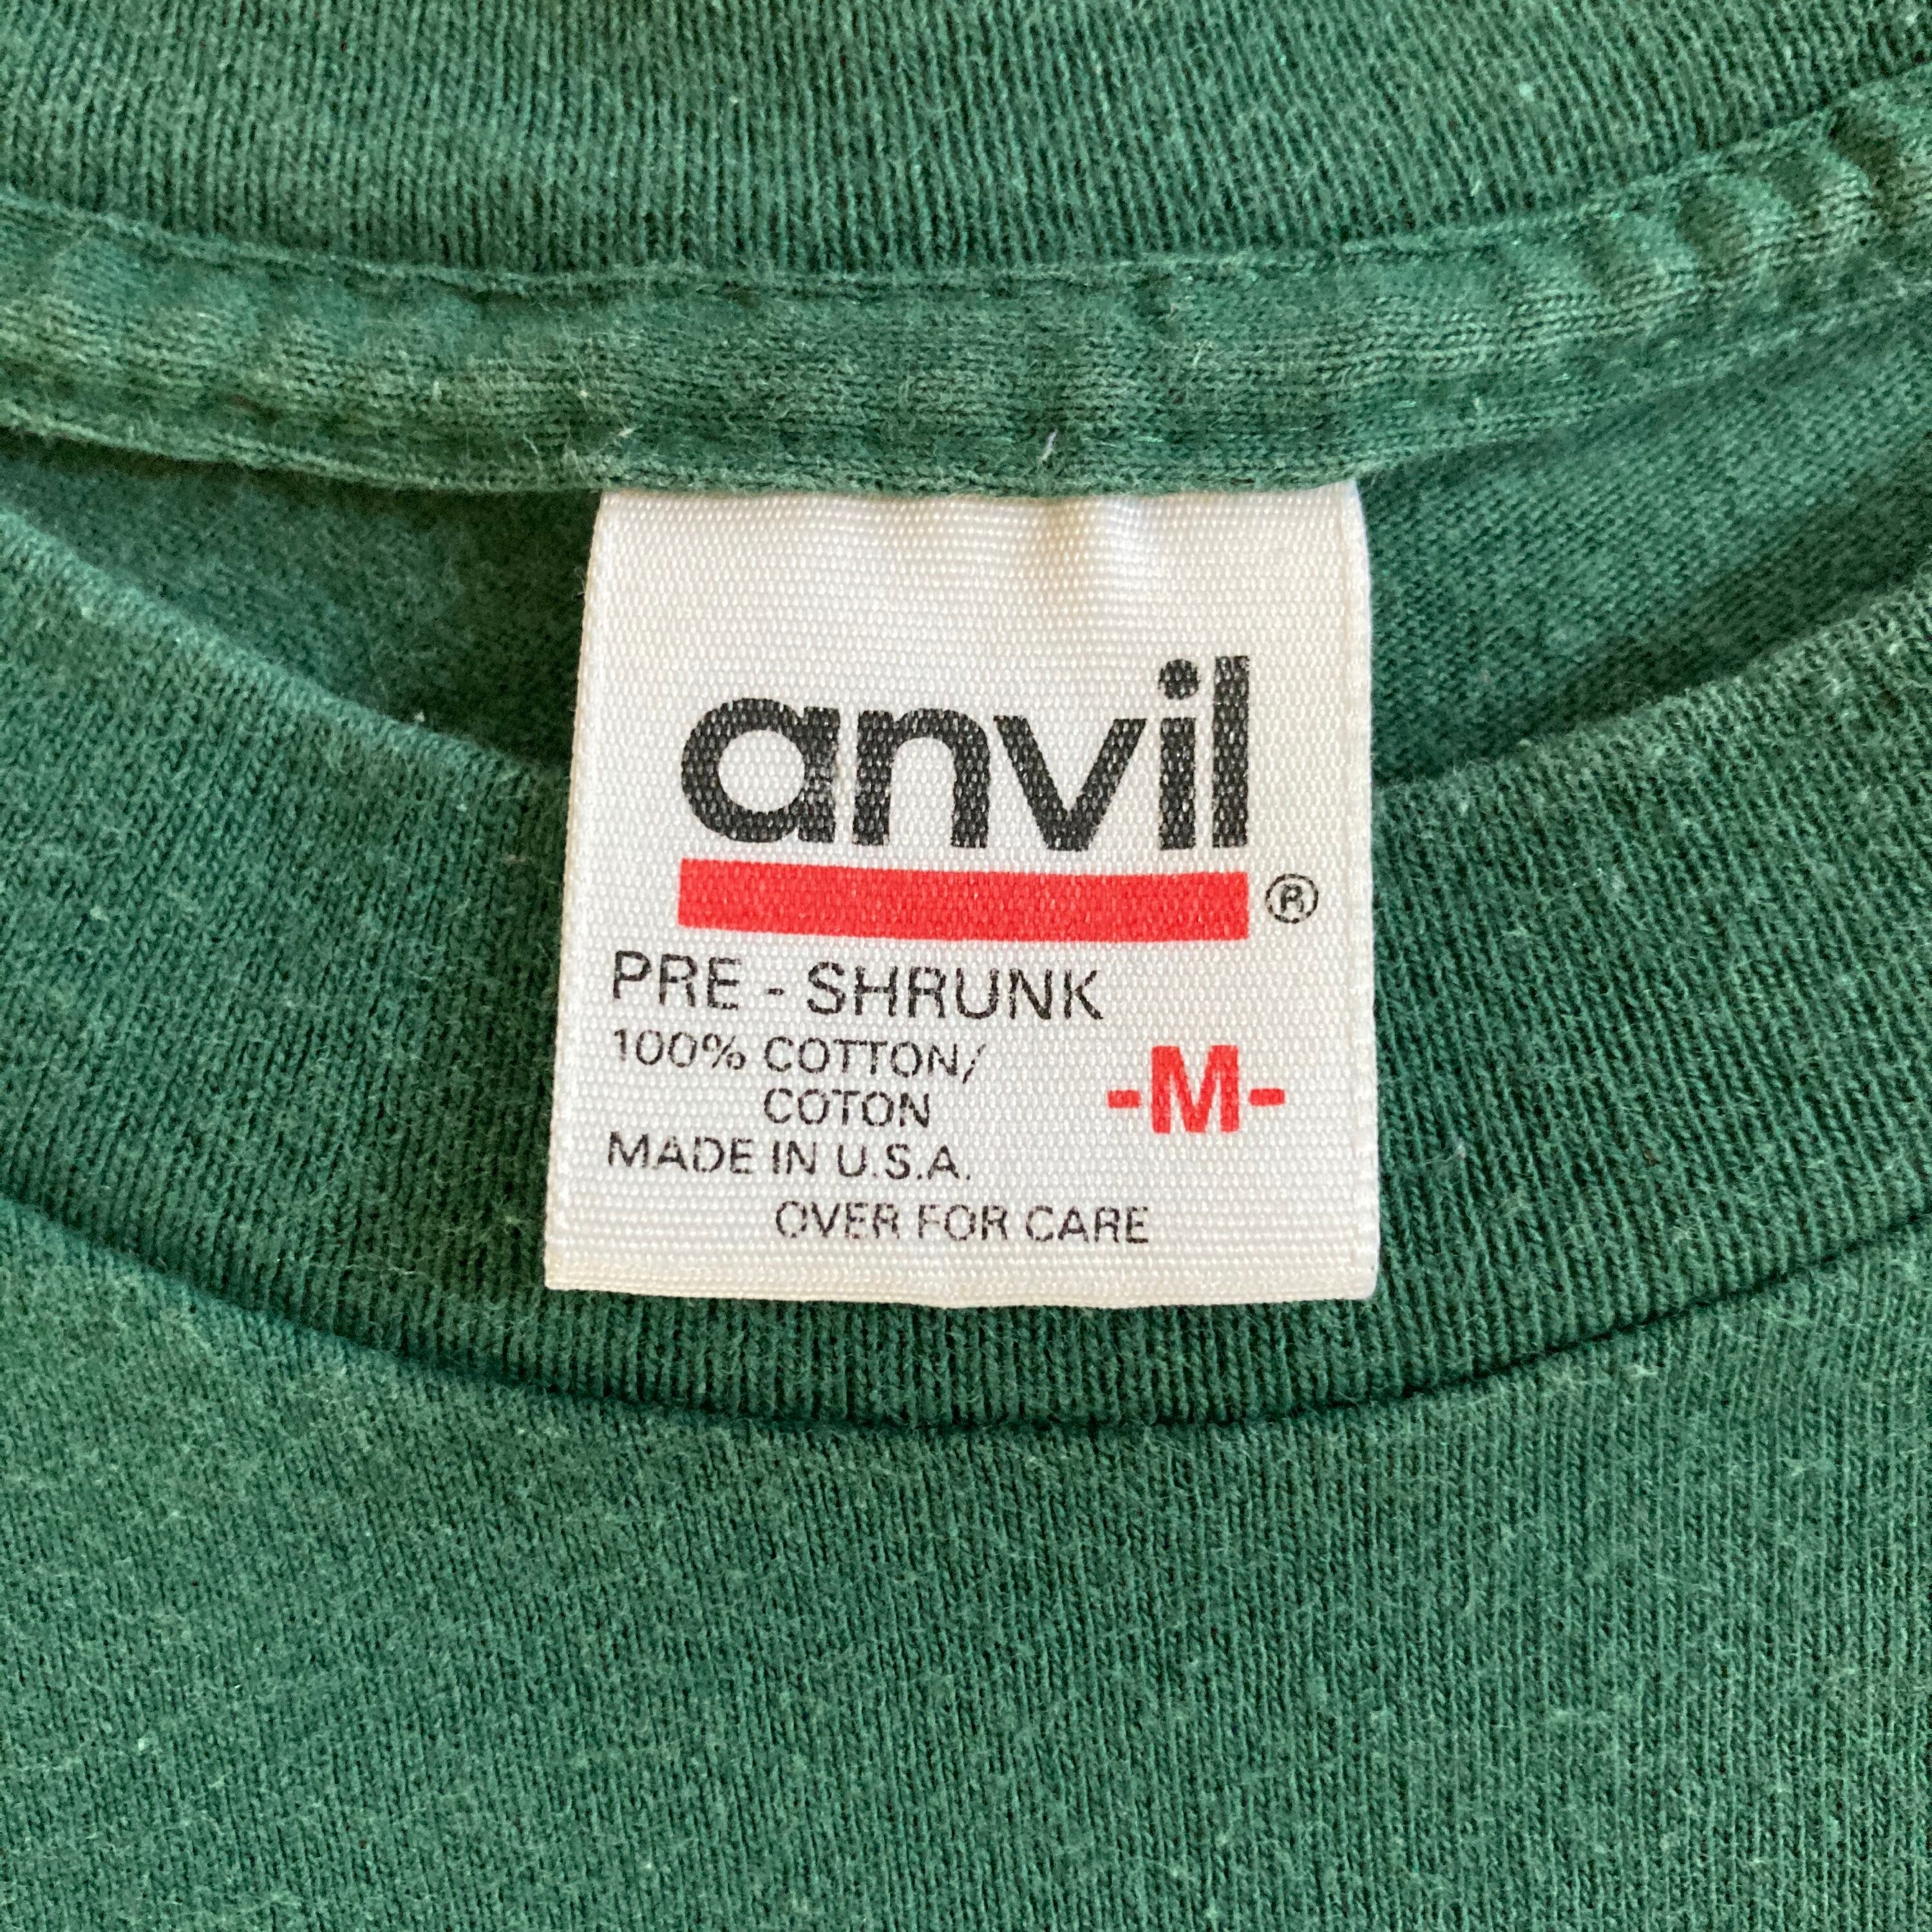 anvil
®
PRE - SHRUNK
100% COTTON/
COTON
-M-
MADE IN U.S.A.
OVER FOR CARE